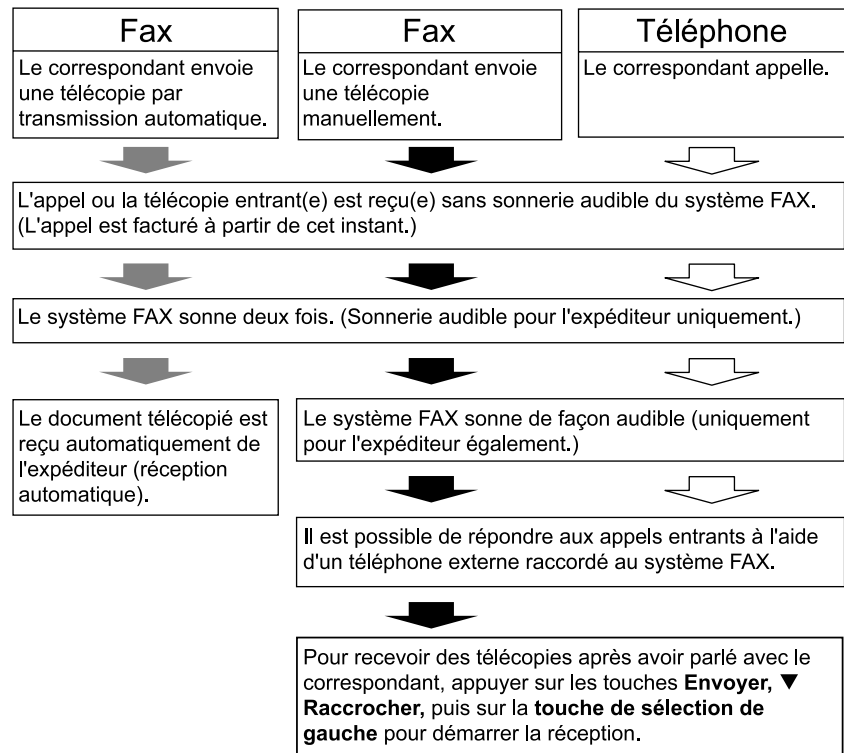 Fax
Le correspondant envoie
une télécopie par
transmission automatique.
Fax
Le correspondant envoie
une télécopie
manuellement.
Téléphone
Le correspondant appelle.
L'appel ou la télécopie entrant(e) est reçu(e) sans sonnerie audible du système FAX.
(L'appel est facturé à partir de cet instant.)
Le système FAX sonne deux fois. (Sonnerie audible pour l'expéditeur uniquement.)
Le document télécopié est
reçu automatiquement de
l'expéditeur (réception
automatique).
Le système FAX sonne de façon audible (uniquement
pour l'expéditeur également.)
Il est possible de répondre aux appels entrants à l'aide
d'un téléphone externe raccordé au système FAX.
Pour recevoir des télécopies après avoir parlé avec le
correspondant, appuyer sur les touches Envoyer, ▼
Raccrocher, puis sur la touche de sélection de
gauche pour démarrer la réception.